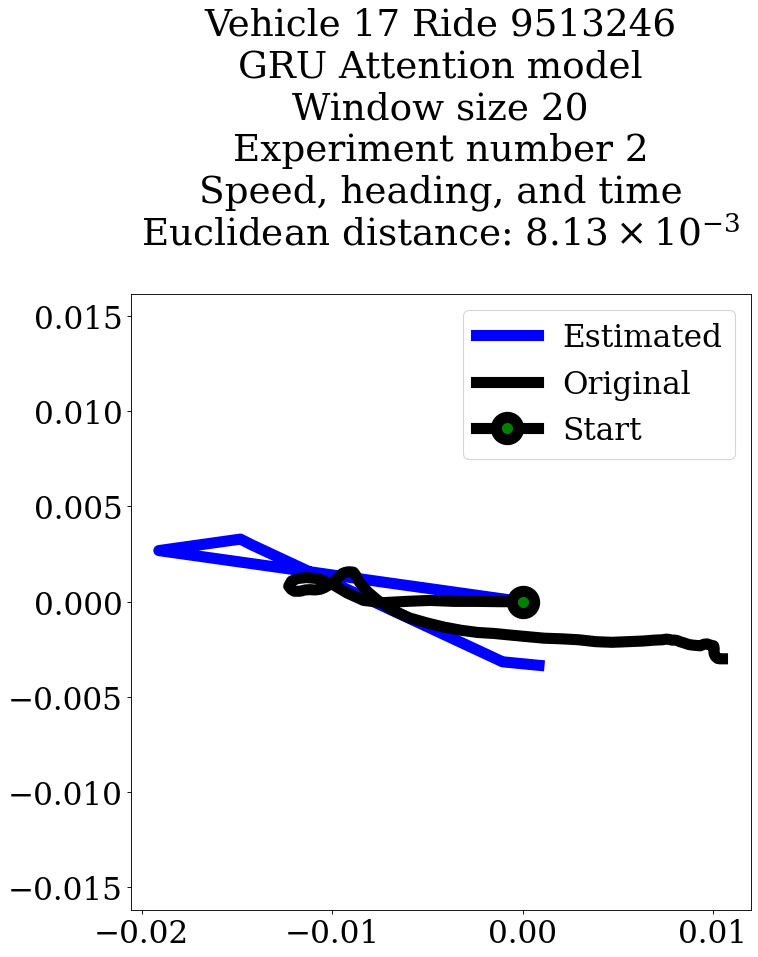 Vehicle 17 Ride 9513246
GRU Attention model
Window size 20
Experiment number 2
Speed, heading, and time
Euclidean distance: 8.13 × 10⁻³
Estimated
Original
Start
0.015
0.010
0.005
0.000
−0.005
−0.010
−0.015
−0.02
−0.01
0.00
0.01